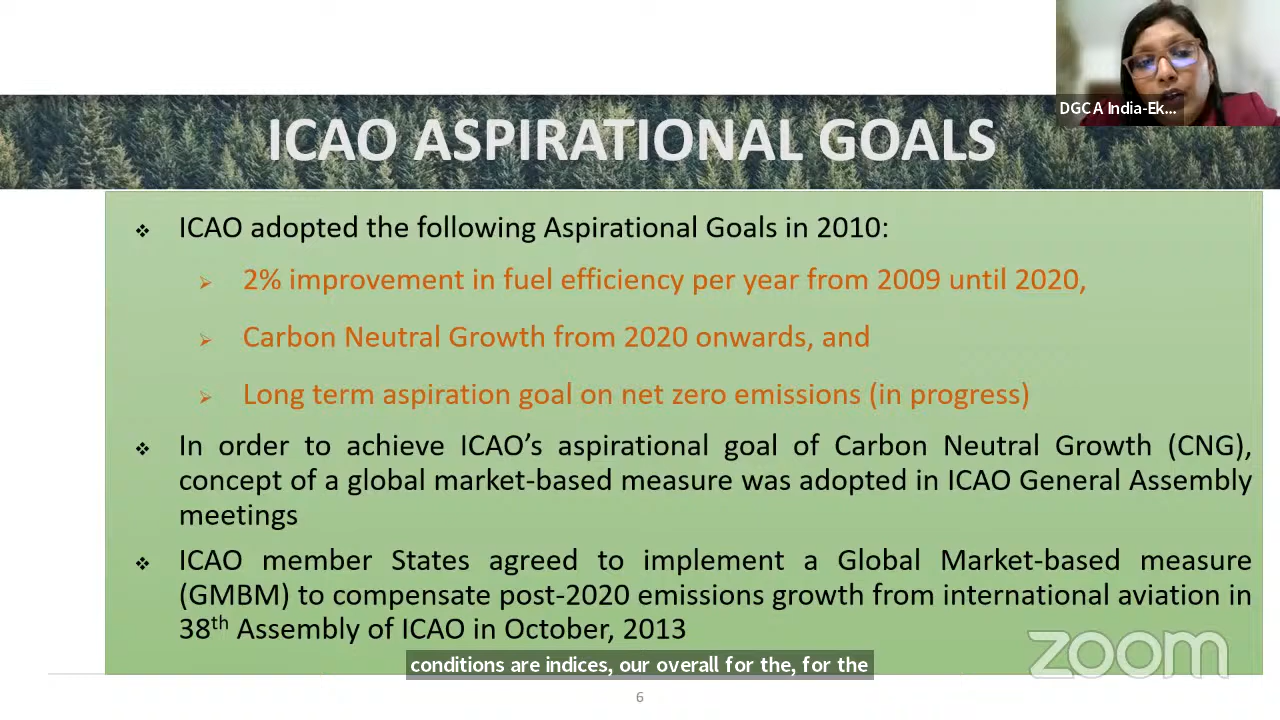 DGCA India-Ek...
ICAO ASPIRATIONAL GOALS
❖ ICAO adopted the following Aspirational Goals in 2010:
➢ 2% improvement in fuel efficiency per year from 2009 until 2020,
➢ Carbon Neutral Growth from 2020 onwards, and
➢ Long term aspiration goal on net zero emissions (in progress)
❖ In order to achieve ICAO’s aspirational goal of Carbon Neutral Growth (CNG),
concept of a global market-based measure was adopted in ICAO General Assembly
meetings
❖ ICAO member States agreed to implement a Global Market-based measure
(GMBM) to compensate post-2020 emissions growth from international aviation in
38th Assembly of ICAO in October, 2013
zoom
conditions are indices, our overall for the, for the
6